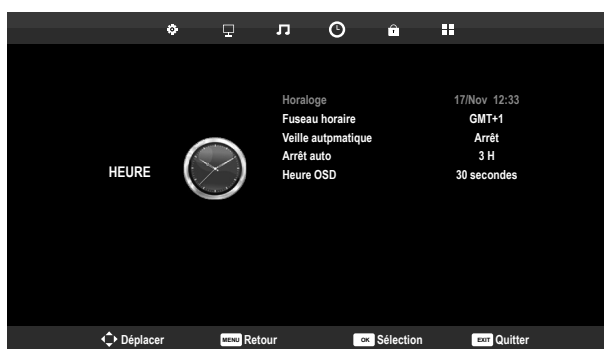 Horaloge 17/Nov 12:33
Fuseau horaire GMT+1
Veille autpmatique Arrêt
Arrêt auto 3 H
HEURE
Heure OSD 30 secondes
Déplacer MENU Retour OK Sélection EXIT Quitter